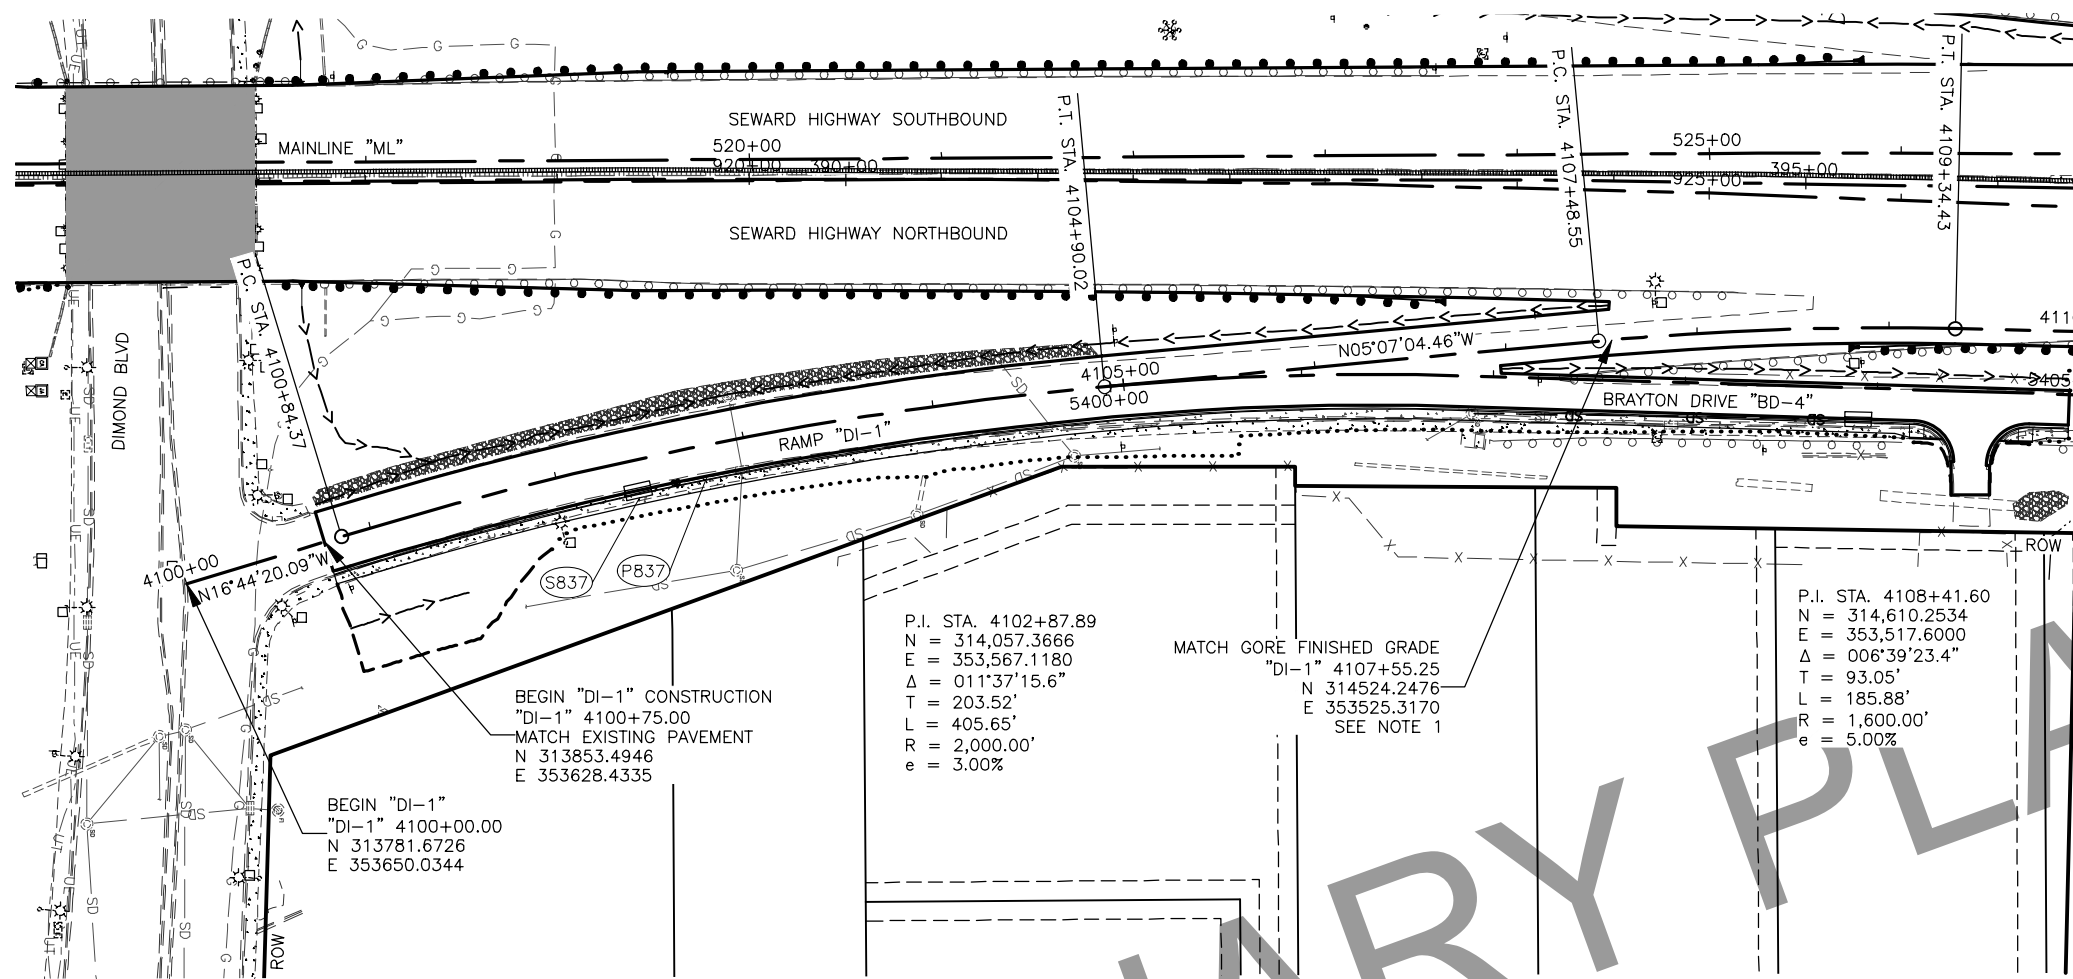 SEWARD HIGHWAY SOUTHBOUND
MAINLINE "ML"
520+00
920+00
390+00
525+00
925+00
395+00
SEWARD HIGHWAY NORTHBOUND
P.C. STA. 4100+84.37
P.T. STA. 4104+90.02
P.C. STA. 4107+48.55
P.T. STA. 4109+34.43
DIMOND BLVD
N05°07'04.46"W
4105+00
5400+00
RAMP "DI-1"
BRAYTON DRIVE "BD-4"
4100+00
N16°44'20.09"W
S837
P837
ROW
ROW
P.I. STA. 4102+87.89
N = 314,057.3666
E = 353,567.1180
Δ = 011°37'15.6"
T = 203.52'
L = 405.65'
R = 2,000.00'
e = 3.00%
MATCH GORE FINISHED GRADE
"DI-1" 4107+55.25
N 314524.2476
E 353525.3170
SEE NOTE 1
P.I. STA. 4108+41.60
N = 314,610.2534
E = 353,517.6000
Δ = 006°39'23.4"
T = 93.05'
L = 185.88'
R = 1,600.00'
e = 5.00%
BEGIN "DI-1" CONSTRUCTION
"DI-1" 4100+75.00
MATCH EXISTING PAVEMENT
N 313853.4946
E 353628.4335
BEGIN "DI-1"
"DI-1" 4100+00.00
N 313781.6726
E 353650.0344